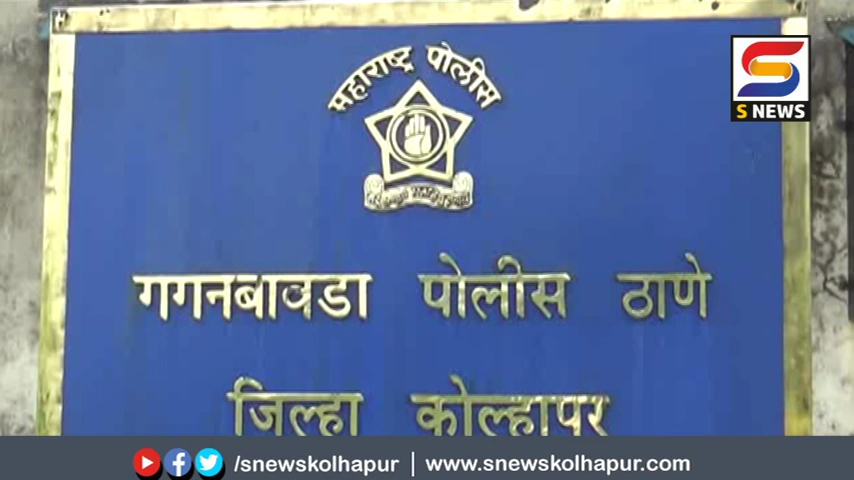 महाराष्ट्र पोलीस
S NEWS
गगनबावडा पोलीस ठाणे
जिल्हा कोल्हापूर
/snewskolhapur | www.snewskolhapur.com